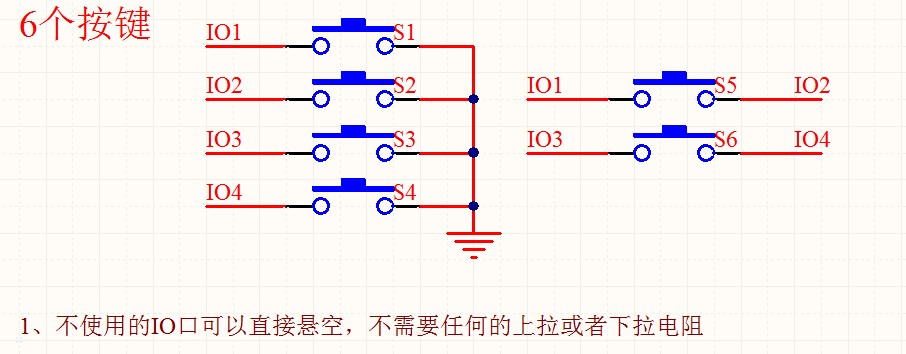 6个按键
IO1 S1
IO2 S2 IO1 S5 IO2
IO3 S3 IO3 S6 IO4
IO4 S4
1、不使用的IO口可以直接悬空，不需要任何的上拉或者下拉电阻